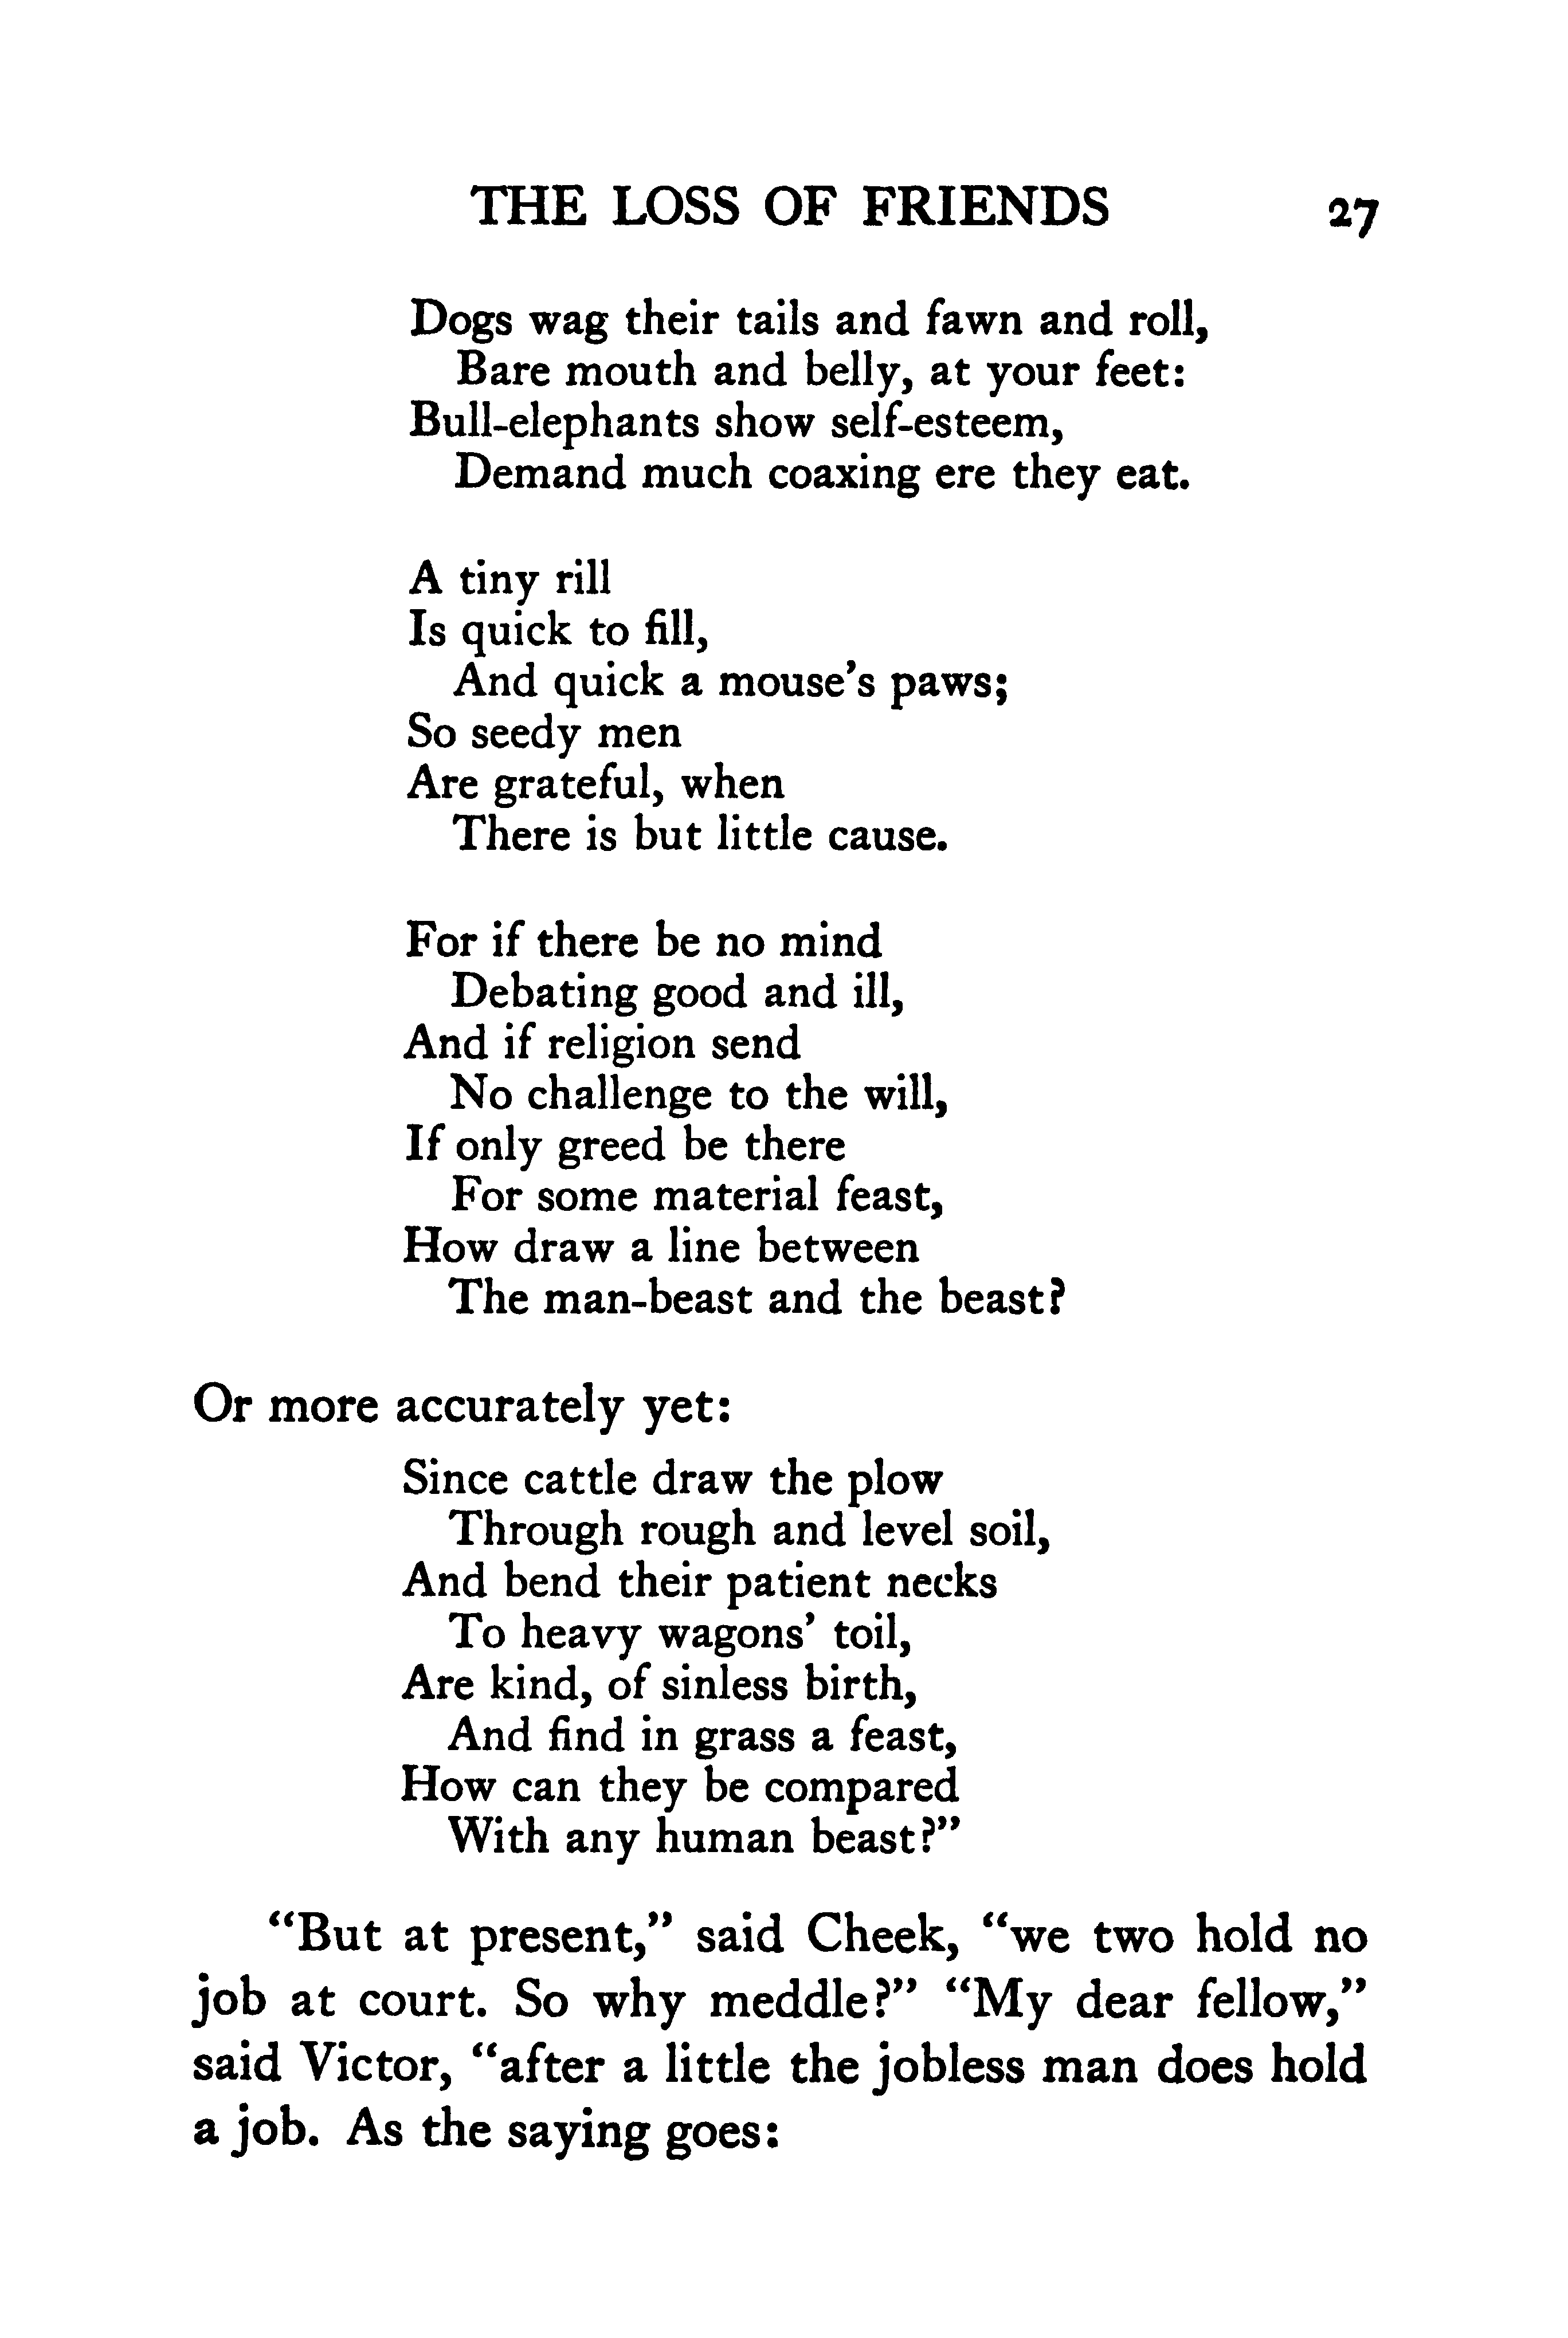 THE LOSS OF FRIENDS 27
Dogs wag their tails and fawn and roll,
Bare mouth and belly, at your feet:
Bull-elephants show self-esteem,
Demand much coaxing ere they eat.
A tiny rill
Is quick to fill,
And quick a mouse's paws;
So seedy men
Are grateful, when
There is but little cause.
For if there be no mind
Debating good and ill,
And if religion send
No challenge to the will,
If only greed be there
For some material feast,
How draw a line between
The man-beast and the beast?
Or more accurately yet:
Since cattle draw the plow
Through rough and level soil,
And bend their patient necks
To heavy wagons' toil,
Are kind, of sinless birth,
And find in grass a feast,
How can they be compared
With any human beast?”
“But at present,” said Cheek, “we two hold no
job at court. So why meddle?” “My dear fellow,”
said Victor, “after a little the jobless man does hold
a job. As the saying goes: